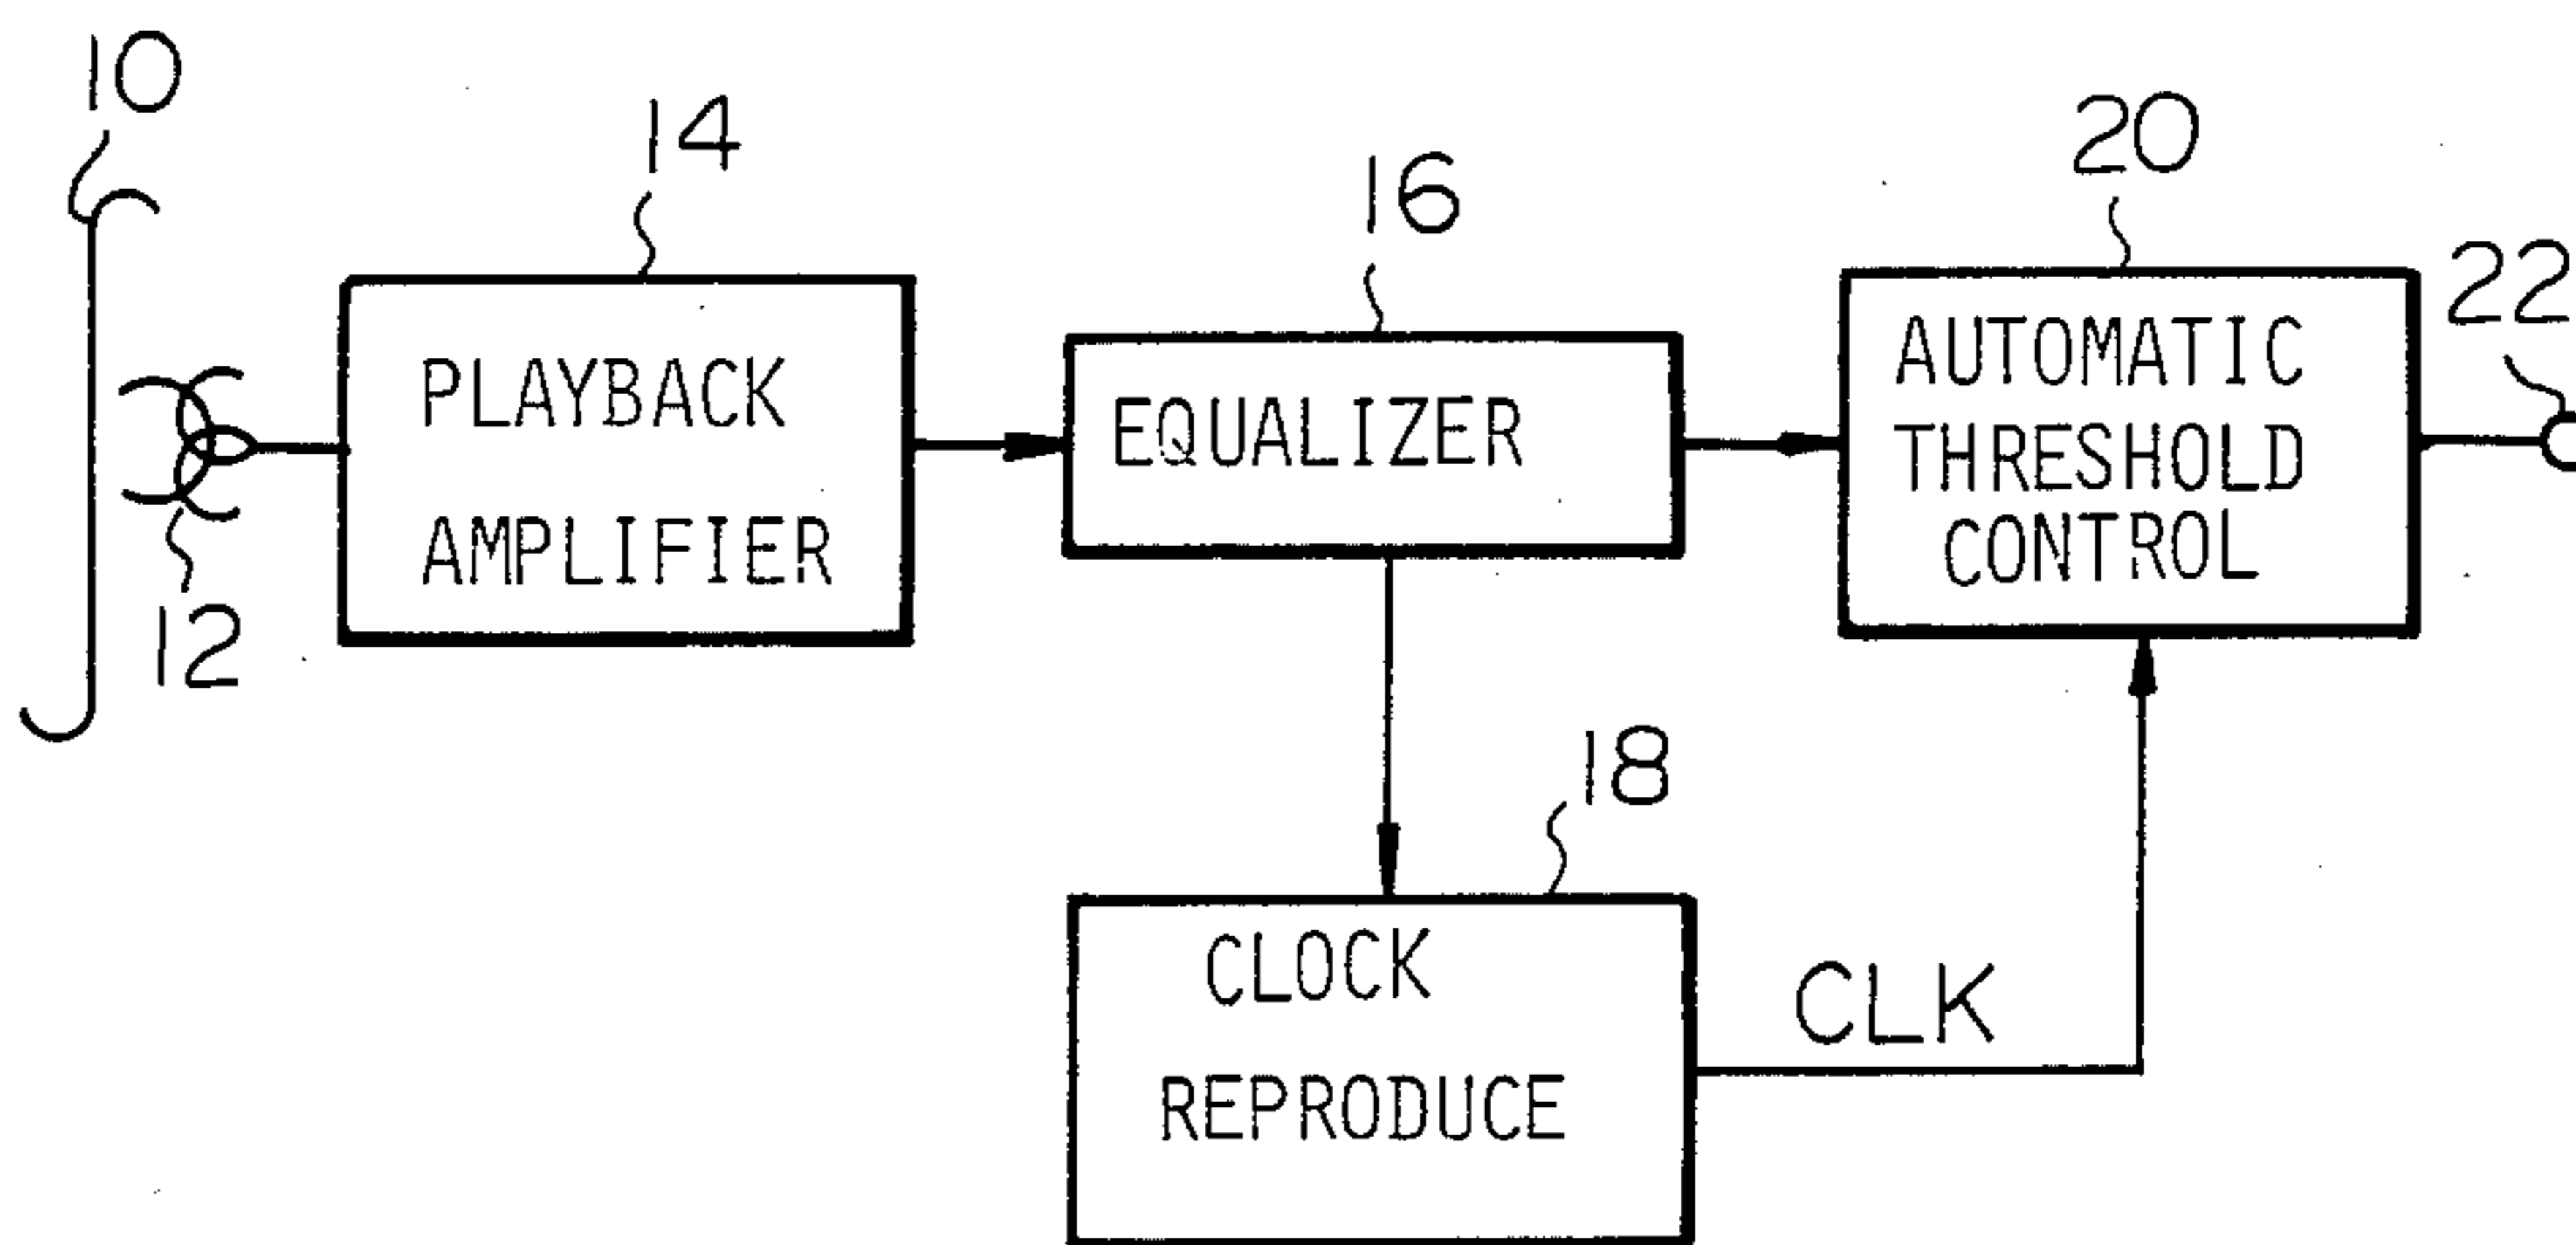 10
14
16
20
22
PLAYBACK
AMPLIFIER
EQUALIZER
AUTOMATIC
THRESHOLD
CONTROL
12
18
CLOCK
REPRODUCE
CLK